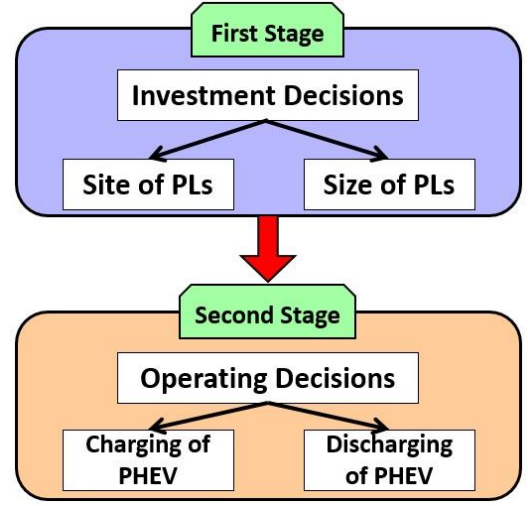 First Stage
Investment Decisions
Site of PLs
Size of PLs
Second Stage
Operating Decisions
Charging of
PHEV
Discharging
of PHEV